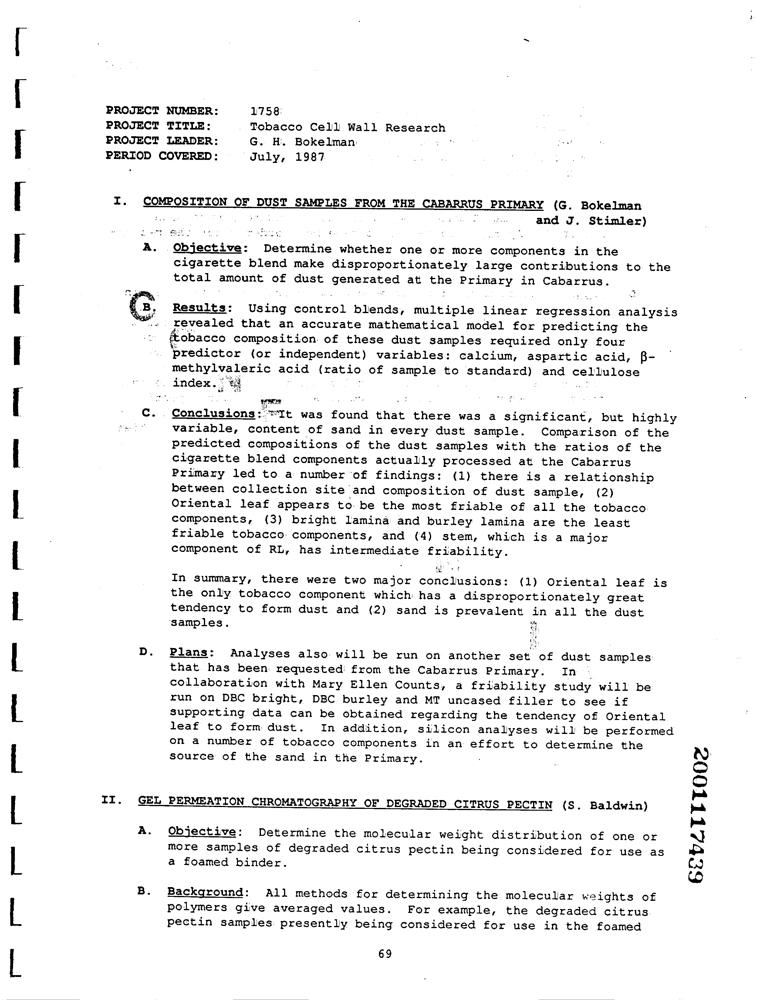 PROJECT NUMBER: 1758
PROJECT TITLE: Tobacco Cell Wall Research
PROJECT LEADER: G. H. Bokelman
PERIOD COVERED: July, 1987
I. COMPOSITION OF DUST SAMPLES FROM THE CABARRUS PRIMARY (G. Bokelman
and J. Stimler)
A. Objective: Determine whether one or more components in the
cigarette blend make disproportionately large contributions to the
total amount of dust generated at the Primary in Cabarrus.
B. Results: Using control blends, multiple linear regression analysis
revealed that an accurate mathematical model for predicting the
tobacco composition of these dust samples required only four
predictor (or independent) variables: calcium, aspartic acid, β-
methylvaleric acid (ratio of sample to standard) and cellulose
index.
C. Conclusions: It was found that there was a significant, but highly
variable, content of sand in every dust sample. Comparison of the
predicted compositions of the dust samples with the ratios of the
cigarette blend components actually processed at the Cabarrus
Primary led to a number of findings: (1) there is a relationship
between collection site and composition of dust sample, (2)
Oriental leaf appears to be the most friable of all the tobacco
components, (3) bright lamina and burley lamina are the least
friable tobacco components, and (4) stem, which is a major
component of RL, has intermediate friability.
In summary, there were two major conclusions: (1) Oriental leaf is
the only tobacco component which has a disproportionately great
tendency to form dust and (2) sand is prevalent in all the dust
samples.
D. Plans: Analyses also will be run on another set of dust samples
that has been requested from the Cabarrus Primary. In
collaboration with Mary Ellen Counts, a friability study will be
run on DBC bright, DBC burley and MT uncased filler to see if
supporting data can be obtained regarding the tendency of Oriental
leaf to form dust. In addition, silicon analyses will be performed
on a number of tobacco components in an effort to determine the
source of the sand in the Primary.
II. GEL PERMEATION CHROMATOGRAPHY OF DEGRADED CITRUS PECTIN (S. Baldwin)
A. Objective: Determine the molecular weight distribution of one or
more samples of degraded citrus pectin being considered for use as
a foamed binder.
B. Background: All methods for determining the molecular weights of
polymers give averaged values. For example, the degraded citrus
pectin samples presently being considered for use in the foamed
69
2001117439